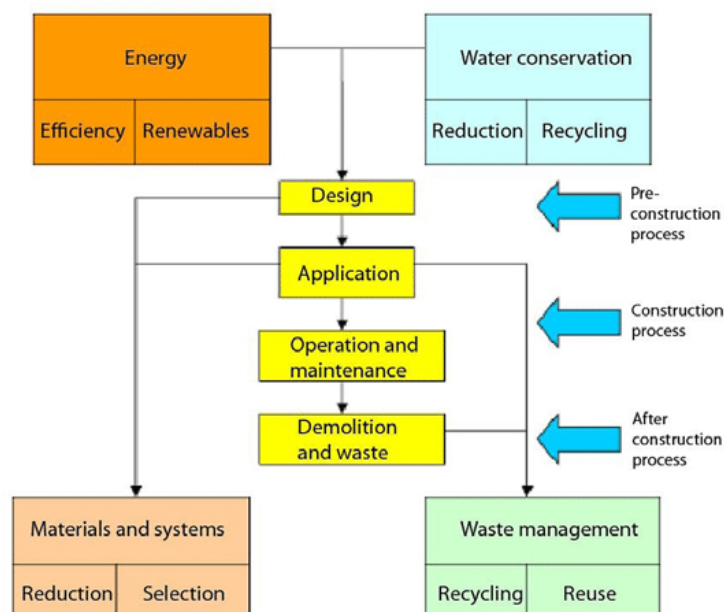 Energy
Water conservation
Efficiency
Renewables
Reduction
Recycling
Design
Pre-
construction
process
Application
Construction
process
Operation and
maintenance
Demolition
and waste
After
construction
process
Materials and systems
Waste management
Reduction
Selection
Recycling
Reuse